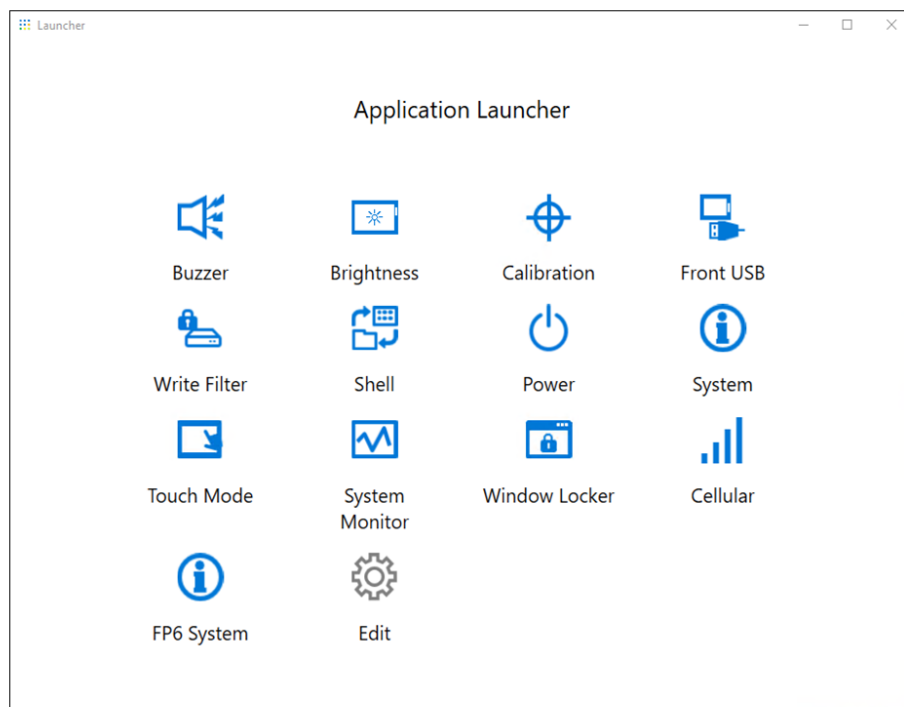 Launcher
Application Launcher
Buzzer
Brightness
Calibration
Front USB
Write Filter
Shell
Power
System
Touch Mode
System
Monitor
Window Locker
Cellular
FP6 System
Edit